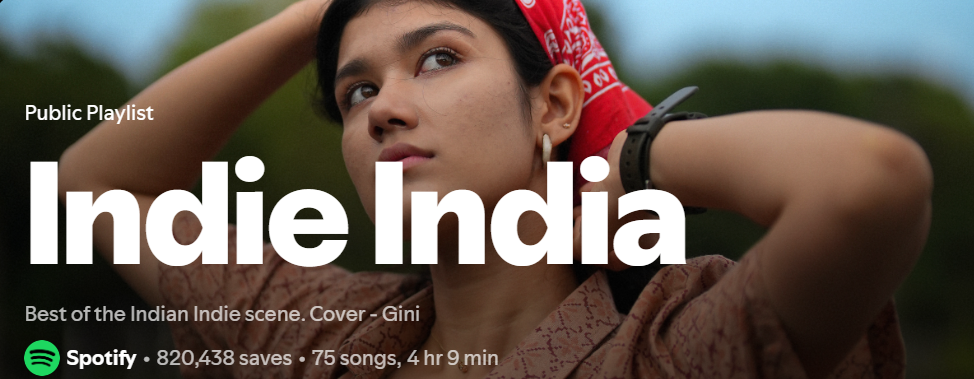 Public Playlist
Indie India
Best of the Indian Indie scene. Cover - Gini
Spotify • 820,438 saves • 75 songs, 4 hr 9 min